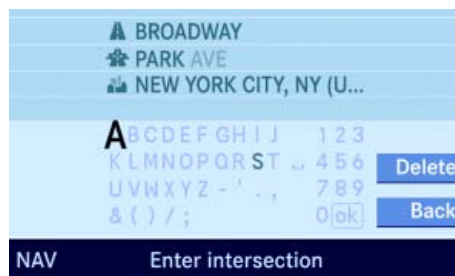 BROADWAY
PARK AVE
NEW YORK CITY, NY (U...
ABCDEFGHIJ 123
KLMNOPQRST ␣ 456
Delete
UVWXYZ-'., 789
&()/; 0 ok
Back
NAV Enter intersection